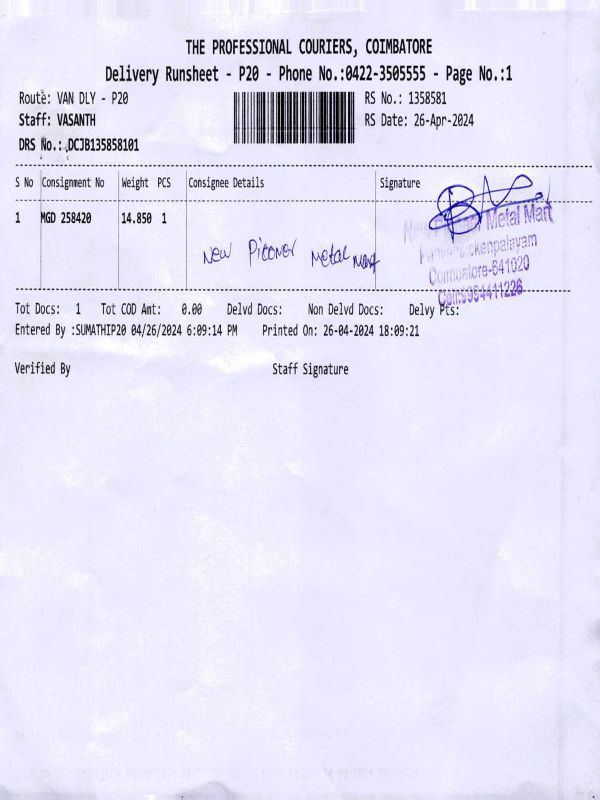 THE PROFESSIONAL COURIERS, COIMBATORE
Delivery Runsheet - P20 - Phone No.:0422-3505555 - Page No.:1
Route: VAN DLY - P20
RS No.: 1358581
Staff: VASANTH
RS Date: 26-Apr-2024
DRS No.: DCJB135858101
S No Consignment No Weight PCS Consignee Details Signature
1 MGD 258420 14.850 1
New Pioner Metal Mart
Metal Mart
Coimbatore-641020
Tot Docs: 1 Tot COD Amt: 0.00 Delvd Docs: Non Delvd Docs: Delvy Pts:
Entered By :SUMATHIP20 04/26/2024 6:09:14 PM Printed On: 26-04-2024 18:09:21
Verified By Staff Signature